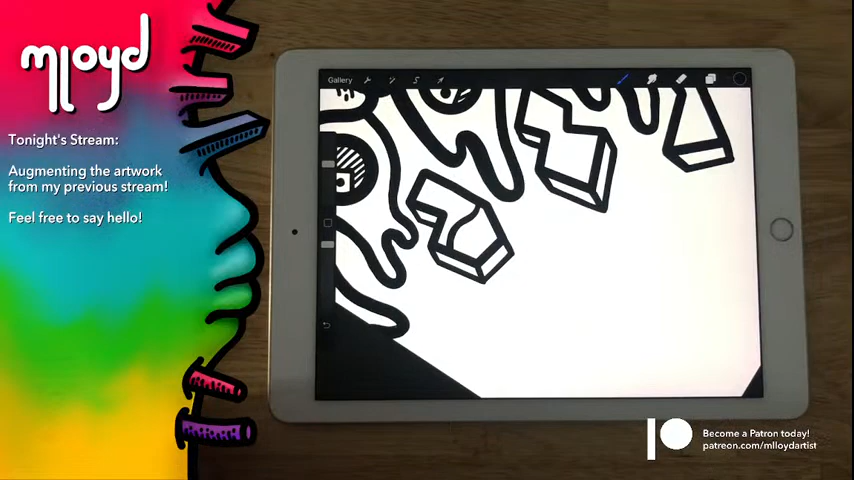 mlloyd
Tonight's Stream:
Augmenting the artwork
from my previous stream!
Feel free to say hello!
Gallery
Become a Patron today!
patreon.com/mlloydartist